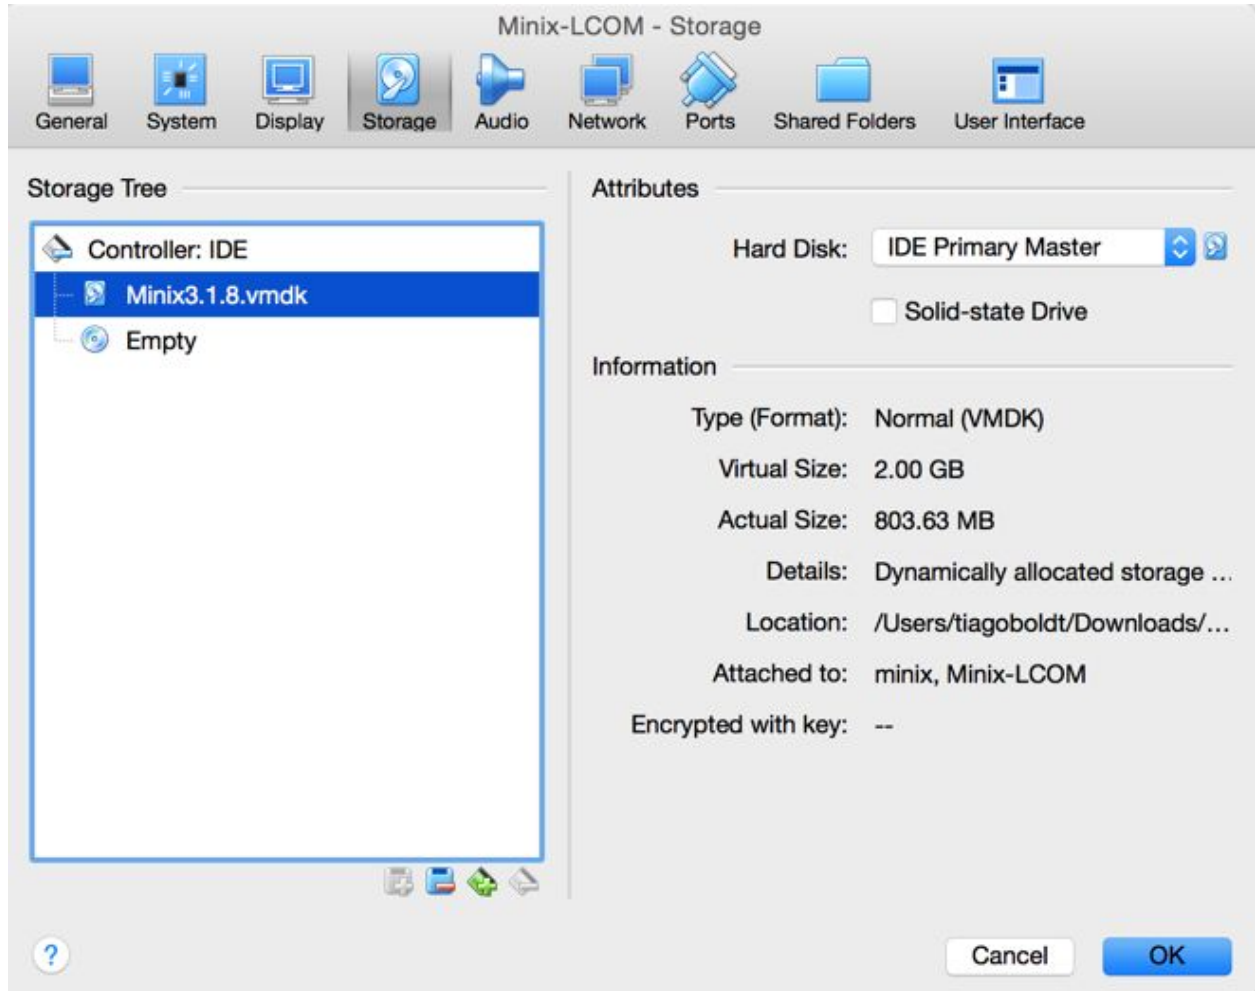 Minix-LCOM - Storage
General System Display Storage Audio Network Ports Shared Folders User Interface
Storage Tree
Controller: IDE
Minix3.1.8.vmdk
Empty
Attributes
Hard Disk: IDE Primary Master
Solid-state Drive
Information
Type (Format): Normal (VMDK)
Virtual Size: 2.00 GB
Actual Size: 803.63 MB
Details: Dynamically allocated storage ...
Location: /Users/tiagoboldt/Downloads/...
Attached to: minix, Minix-LCOM
Encrypted with key: --
? Cancel OK